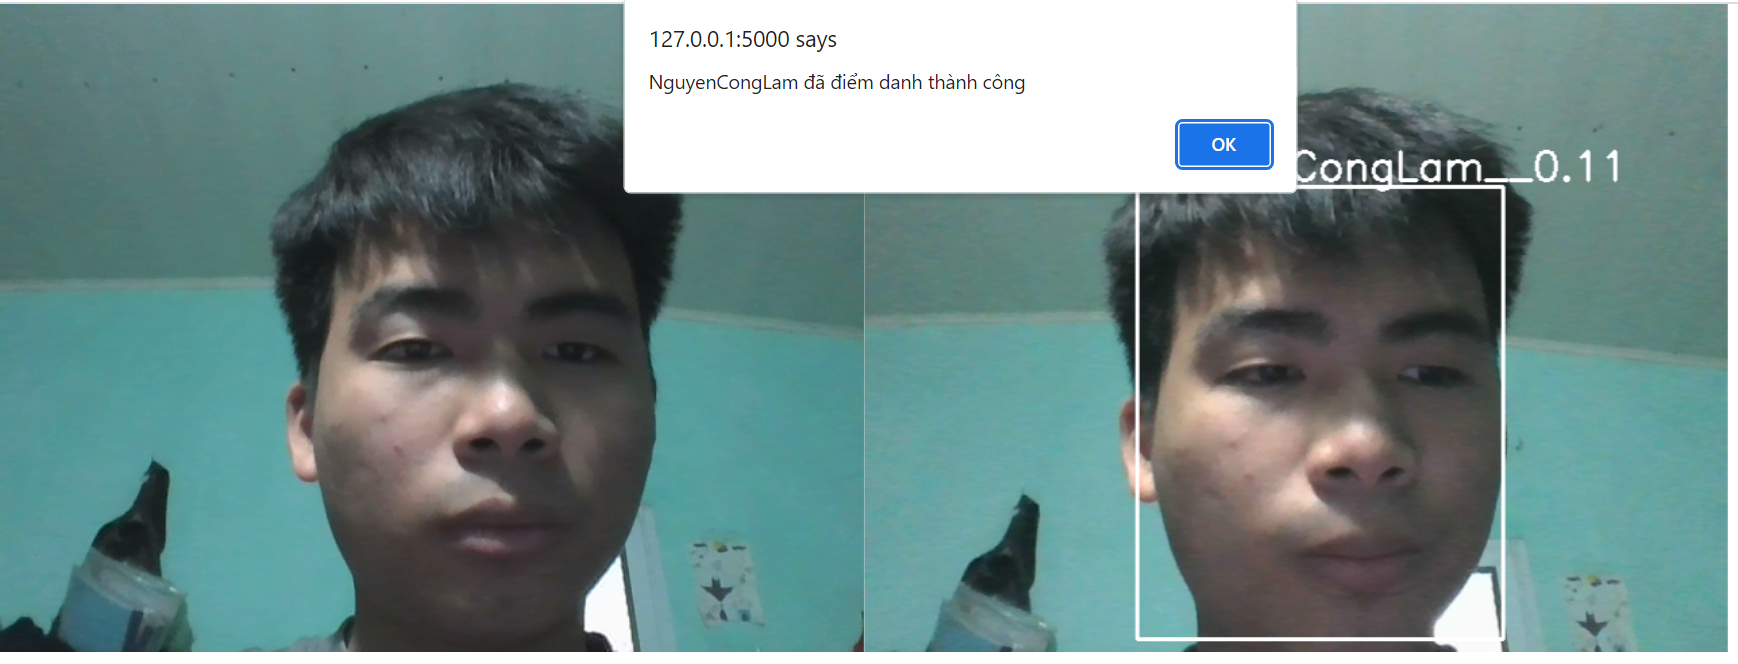 127.0.0.1:5000 says
NguyenCongLam đã điểm danh thành công
OK
CongLam__0.11